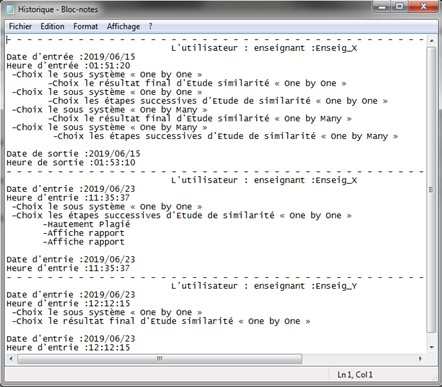 Historique - Bloc-notes
Fichier Edition Format Affichage ?
- - - - - - - - - - - - - - - - - - - - - - - - - - - - - - - - - - - - - - - -
L'utilisateur : enseignant :Enseig_X
Date d'entrée :2019/06/15
Heure d'entrée :01:51:20
-Choix le sous système « One by One »
-Choix le résultat final d'Etude de similarité « One by One »
-Choix le sous système « One by One »
-Choix les étapes successives d'Etude de similarité « One by One »
-Choix le sous système « One by Many »
-Choix le résultat final d'Etude de similarité « One by Many »
-Choix le sous système « One by Many »
-Choix les étapes successives d'Etude de similarité « One by Many »
Date de sortie :2019/06/15
Heure de sortie :01:53:10
- - - - - - - - - - - - - - - - - - - - - - - - - - - - - - - - - - - - - - - -
L'utilisateur : enseignant :Enseig_X
Date d'entrie :2019/06/23
Heure d'entrie :11:35:37
-Choix le sous système « One by One »
-Choix les étapes successives d'Etude de similarité « One by One »
-Hautement Plagié
-Affiche rapport
-Affiche rapport
Date d'entrie :2019/06/23
Heure d'entrie :11:35:37
- - - - - - - - - - - - - - - - - - - - - - - - - - - - - - - - - - - - - - - -
L'utilisateur : enseignant :Enseig_Y
Date d'entrie :2019/06/23
Heure d'entrie :12:12:15
-Choix le sous système « One by One »
-Choix le résultat final d'Etude similarité « One by One »
Date d'entrie :2019/06/23
Heure d'entrie :12:12:15
Ln 1, Col 1